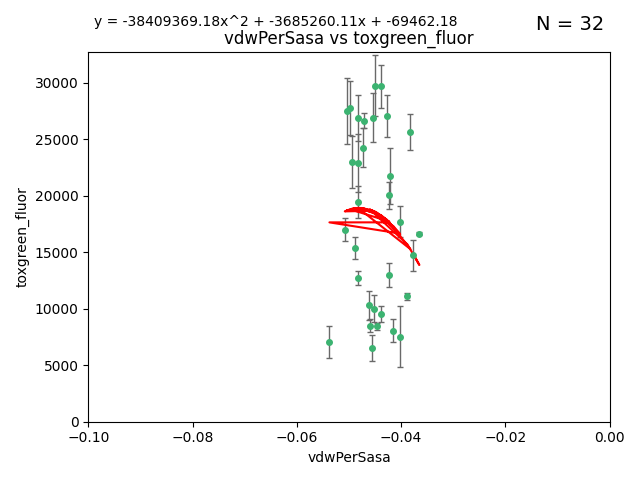 y = -38409369.18x^2 + -3685260.11x + -69462.18
N = 32
vdwPerSasa vs toxgreen_fluor
toxgreen_fluor
30000
25000
20000
15000
10000
5000
0
−0.10
−0.08
−0.06
−0.04
−0.02
0.00
vdwPerSasa